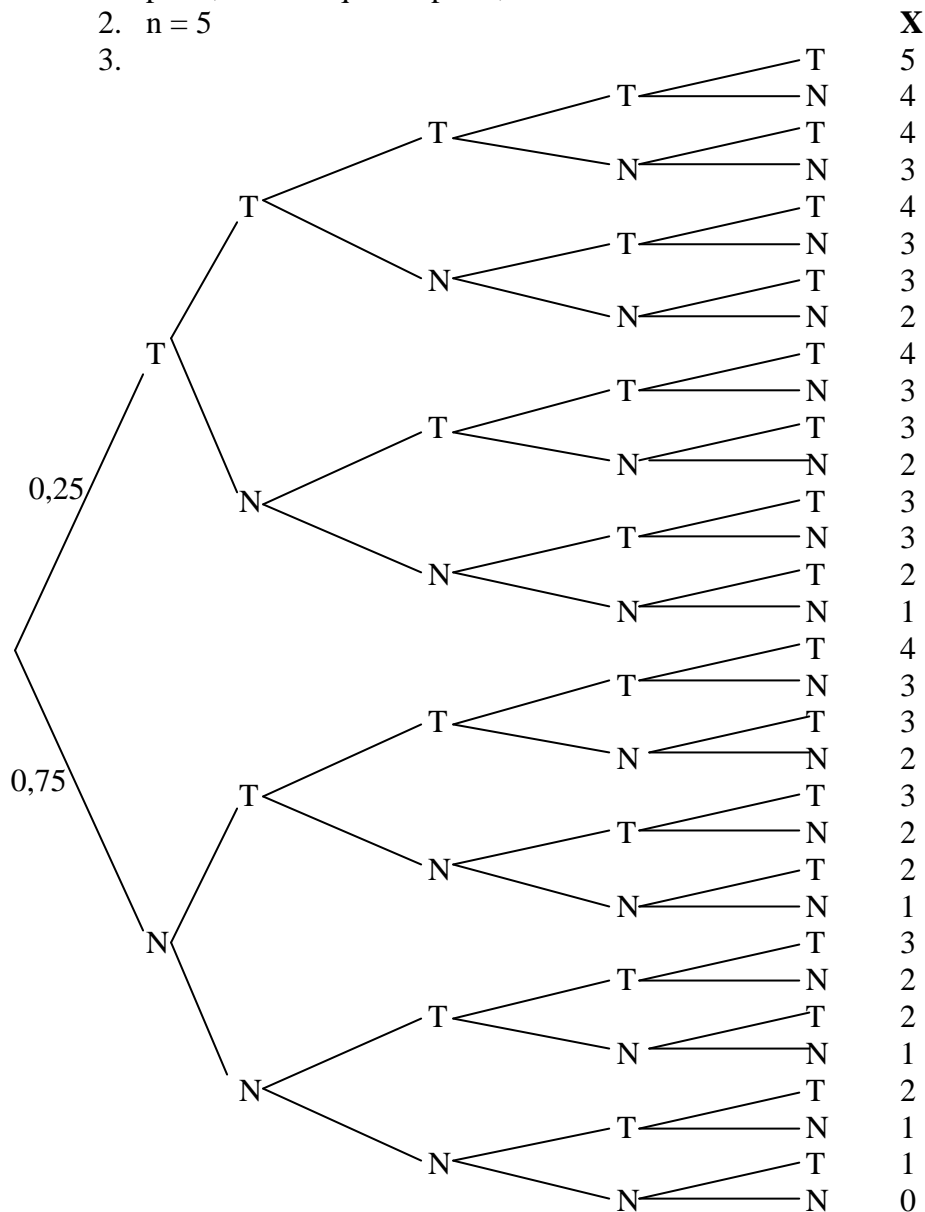 2. n = 5 X
3. T 5
T N 4
T T 4
N N 3
T T 4
T N 3
N T 3
N N 2
T T 4
T N 3
T T 3
N N 2
0,25
N T 3
T N 3
N T 2
N N 1
T 4
T N 3
T T 3
N N 2
0,75
T T 3
T N 2
N T 2
N N 1
N T 3
T N 2
T T 2
N N 1
N T 2
T N 1
N T 1
N N 0